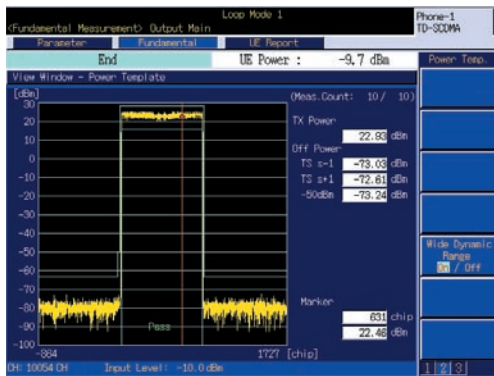 Loop Mode 1
Phone-1
<Fundamental Measurement> Output Main
TD-SCDMA
Parameter Fundamental UE Report
End UE Power : -9.7 dBm Power Temp.
View Window - Power Template
[dBm] (Meas.Count: 10/ 10)
30
20 TX Power
22.93 dBm
10 Off Power
0 TS s-1 -73.03 dBm
-10 TS s+1 -72.61 dBm
-20 -50dBm -73.24 dBm
-30
-40
-50 Wide Dynamic
Range
-60 On / Off
-70
-80 Marker
631 chip
-90 Pass 22.46 dBm
-100
-864 1727 [chip]
CH: 10054 CH Input Level: -10.0 dBm 1 2 3